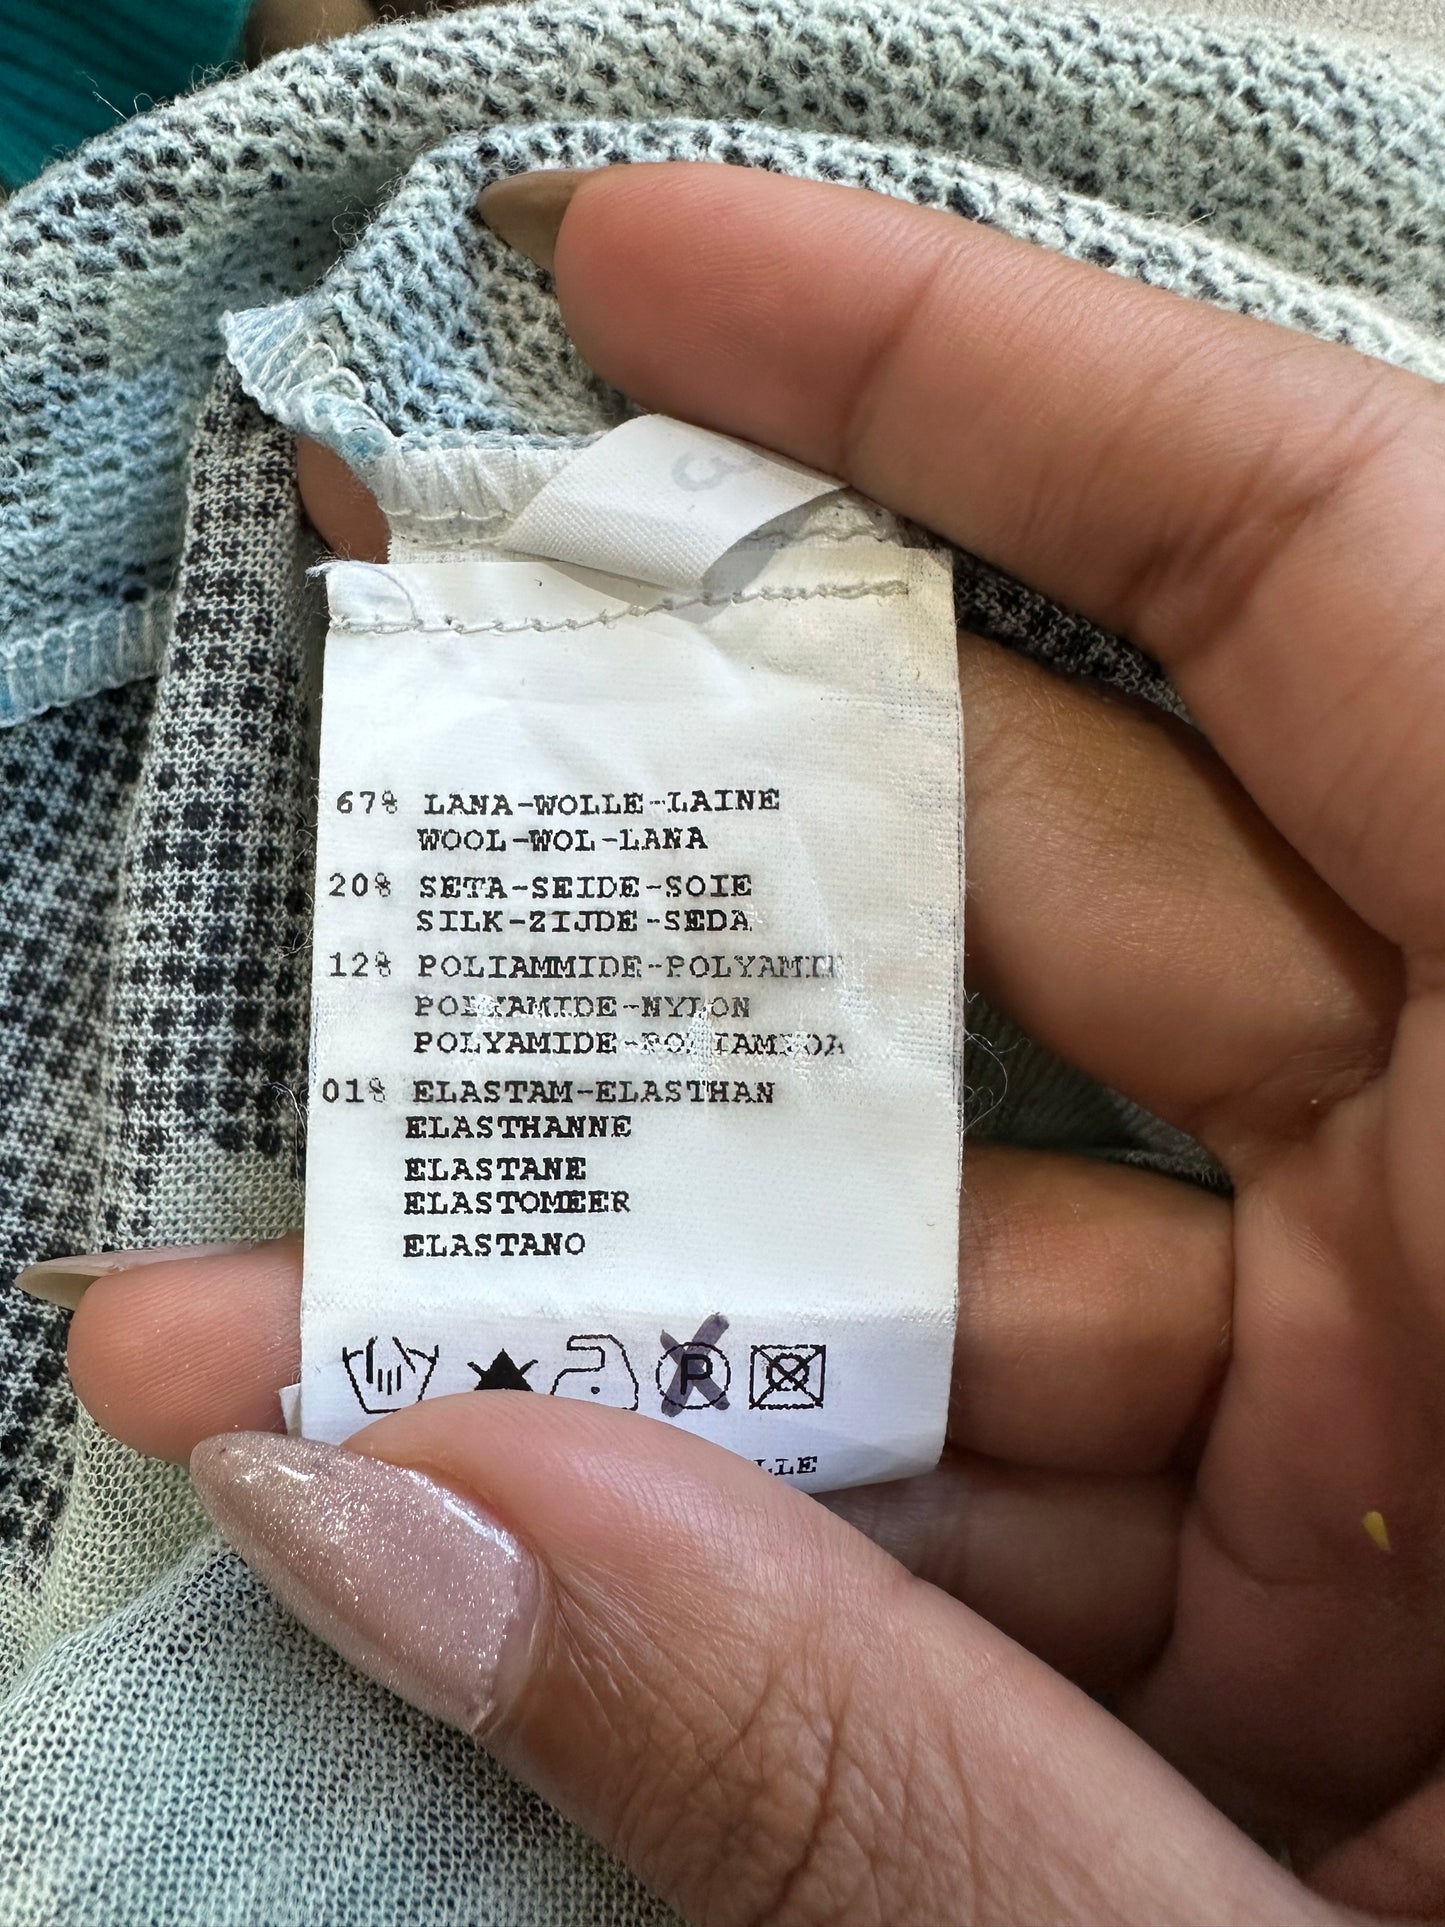 67% LANA-WOLLE-LAINE
WOOL-WOL-LANA
20% SETA-SEIDE-SOIE
SILK-ZIJDE-SEDA
12% POLIAMMIDE-POLYAMID
POLYAMIDE-NYLON
POLYAMIDE-POLIAMIDA
01% ELASTAM-ELASTHAN
ELASTHANNE
ELASTANE
ELASTOMEER
ELASTANO
P